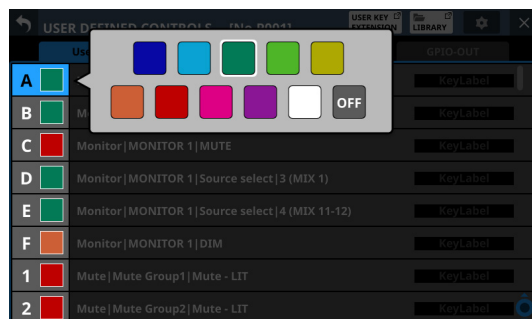 USER DEFINED CONTROLS [No.P001]
USER KEY EXTENSION
LIBRARY
GPIO-OUT
A
KeyLabel
B
KeyLabel
C Monitor|MONITOR 1|MUTE KeyLabel
D Monitor|MONITOR 1|Source select|3 (MIX 1) KeyLabel
E Monitor|MONITOR 1|Source select|4 (MIX 11-12) KeyLabel
F Monitor|MONITOR 1|DIM KeyLabel
1 Mute|Mute Group1|Mute - LIT KeyLabel
2 Mute|Mute Group2|Mute - LIT KeyLabel
OFF